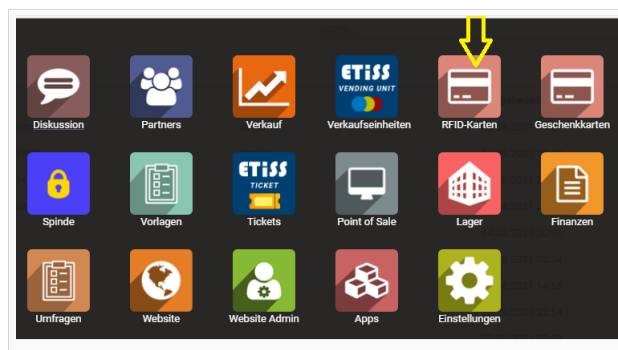 Diskussion
Partners
Verkauf
ETiSS
VENDING UNIT
Verkaufseinheiten
RFID-Karten
Geschenkkarten
Spinde
Vorlagen
ETiSS
TICKET
Tickets
Point of Sale
Lager
Finanzen
Umfragen
Website
Website Admin
Apps
Einstellungen